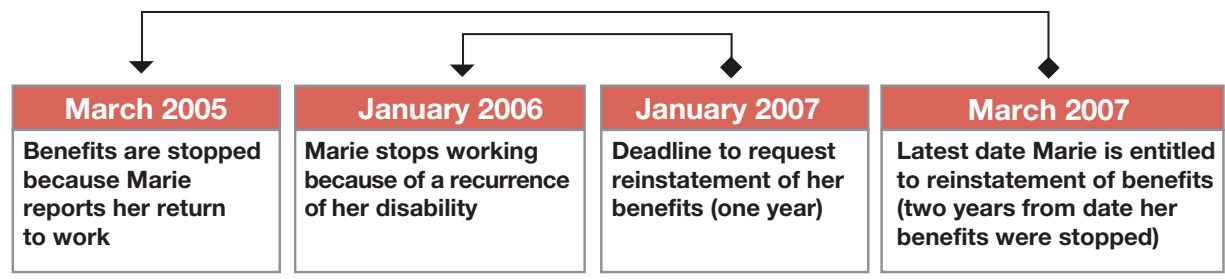 March 2005
Benefits are stopped
because Marie
reports her return
to work
January 2006
Marie stops working
because of a recurrence
of her disability
January 2007
Deadline to request
reinstatement of her
benefits (one year)
March 2007
Latest date Marie is entitled
to reinstatement of benefits
(two years from date her
benefits were stopped)